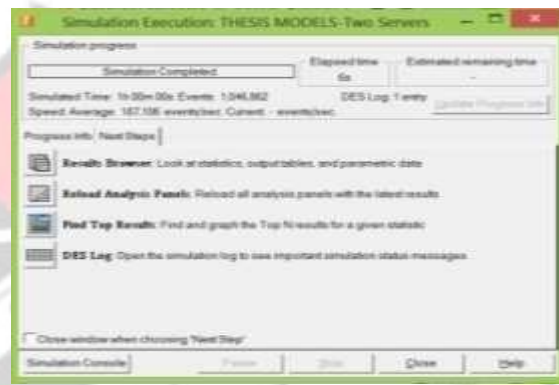 Simulation Execution: THESIS MODELS-Two Servers
Simulation progress
Simulation Completed
Elapsed time
6s
Estimated remaining time
-
Simulated Time: 1h 00m 00s Events: 1,046,862
DES Log: 1 entry
Update Progress Info
Speed: Average: 167,106 events/sec. Current: - events/sec.
Progress Info Next Steps
Results Browser: Look at statistics, output tables, and parametric data
Reload Analysis Panels: Reload all analysis panels with the latest results
Find Top Results: Find and graph the Top N results for a given statistic
DES Log: Open the simulation log to see important simulation status messages
Close window when choosing 'Next Step'
Simulation Console Pause Stop Close Help